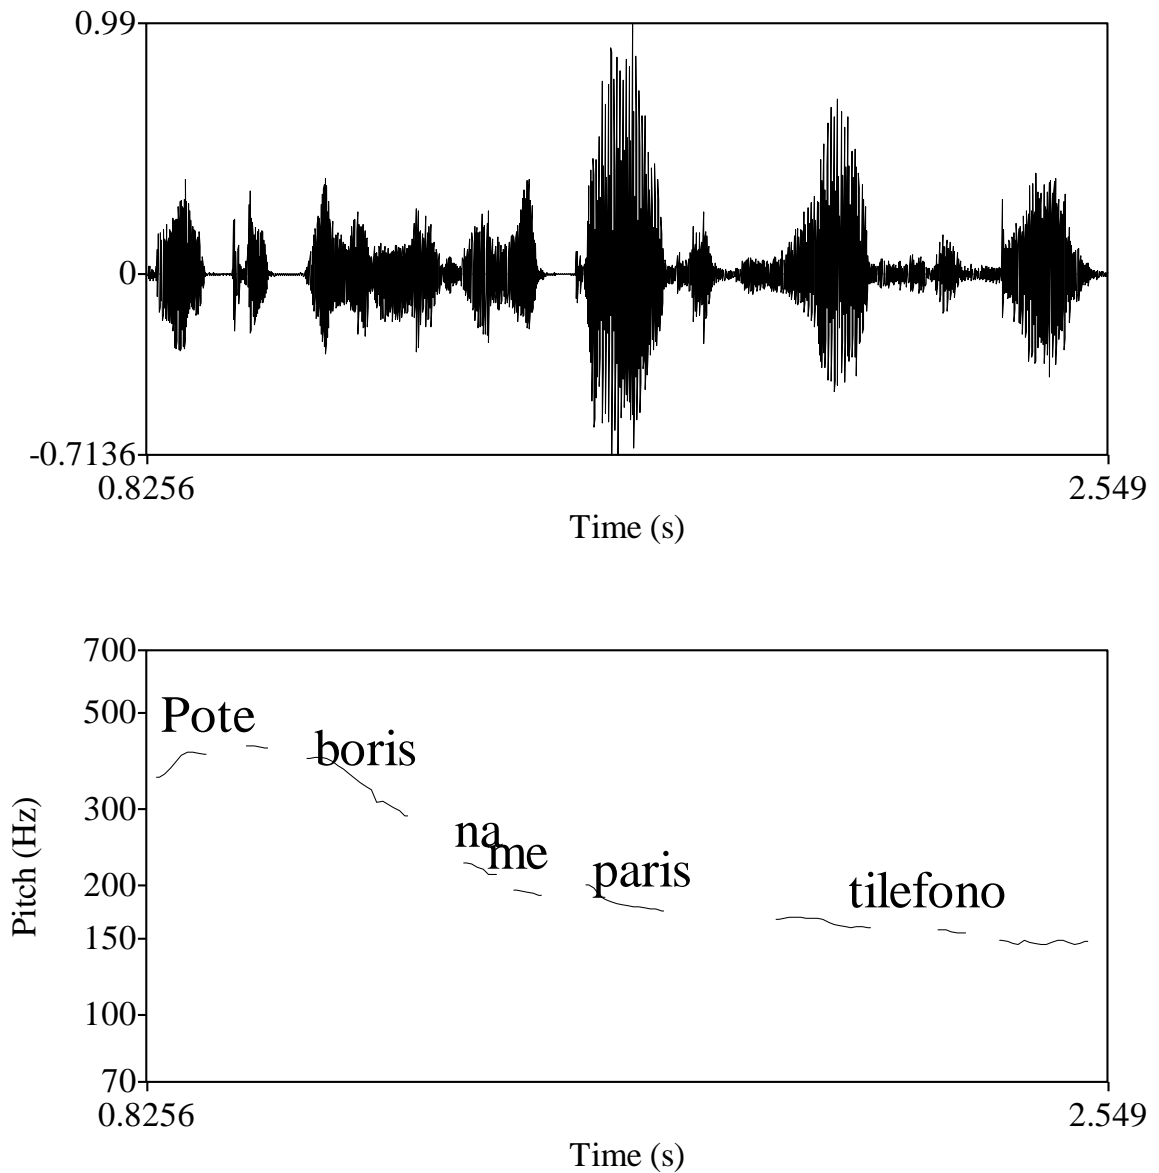 0.99
0
-0.7136
0.8256 2.549
Time (s)
700
500
300
200
150
100
70
Pitch (Hz)
Pote
boris
na
me
paris
tilefono
0.8256 2.549
Time (s)